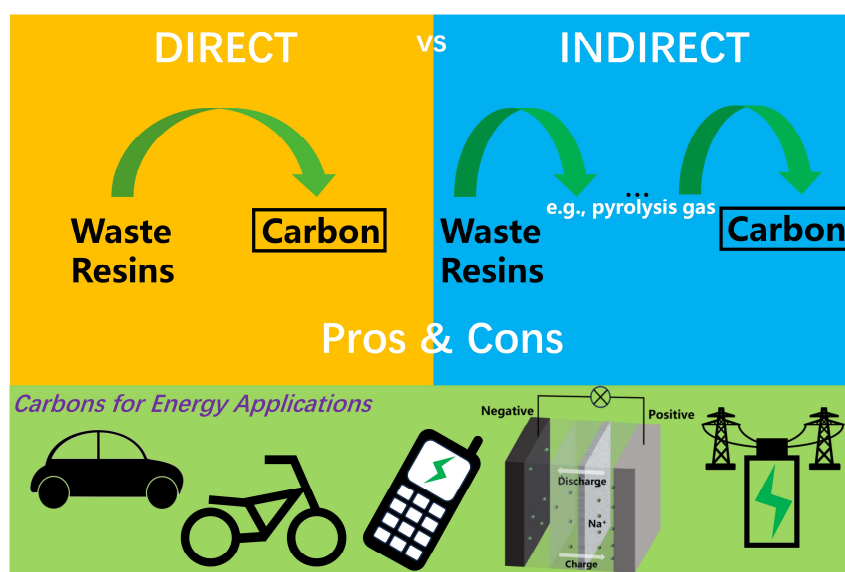 DIRECT
vs
INDIRECT
Waste
Resins
Carbon
Waste
Resins
...
e.g., pyrolysis gas
Carbon
Pros & Cons
Carbons for Energy Applications
Negative
Positive
Discharge
Na⁺
Charge